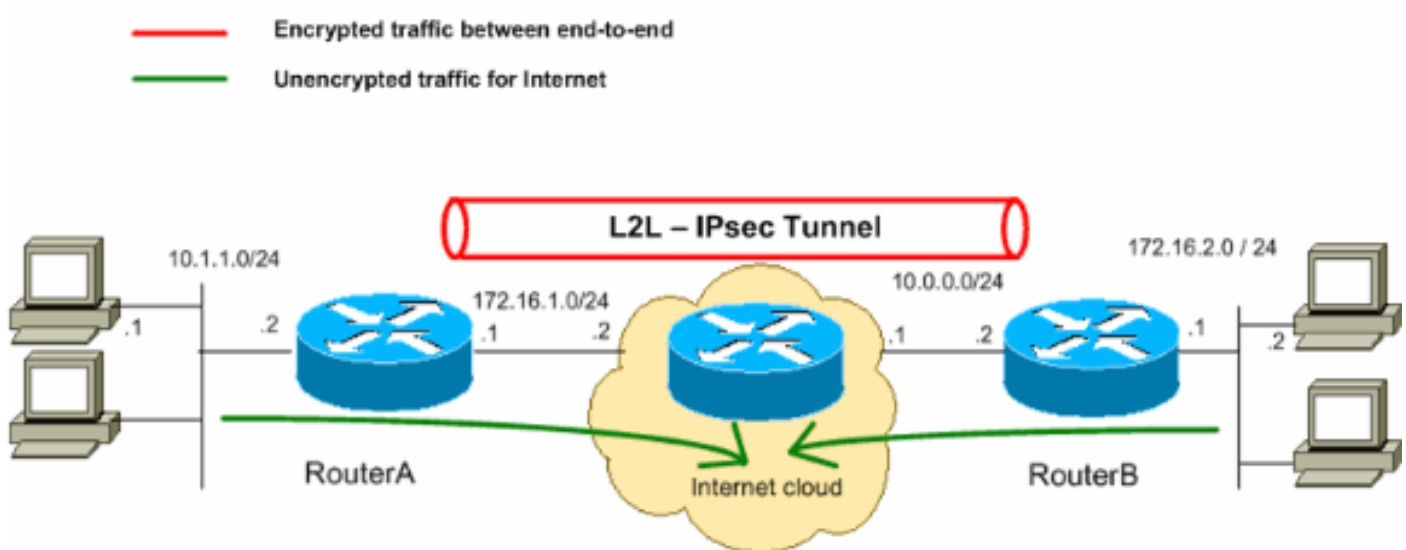 Encrypted traffic between end-to-end
Unencrypted traffic for Internet
L2L – IPsec Tunnel
10.1.1.0/24
172.16.1.0/24
10.0.0.0/24
172.16.2.0 / 24
.1
.2
.1
.2
.1
.2
.1
.2
RouterA
Internet cloud
RouterB